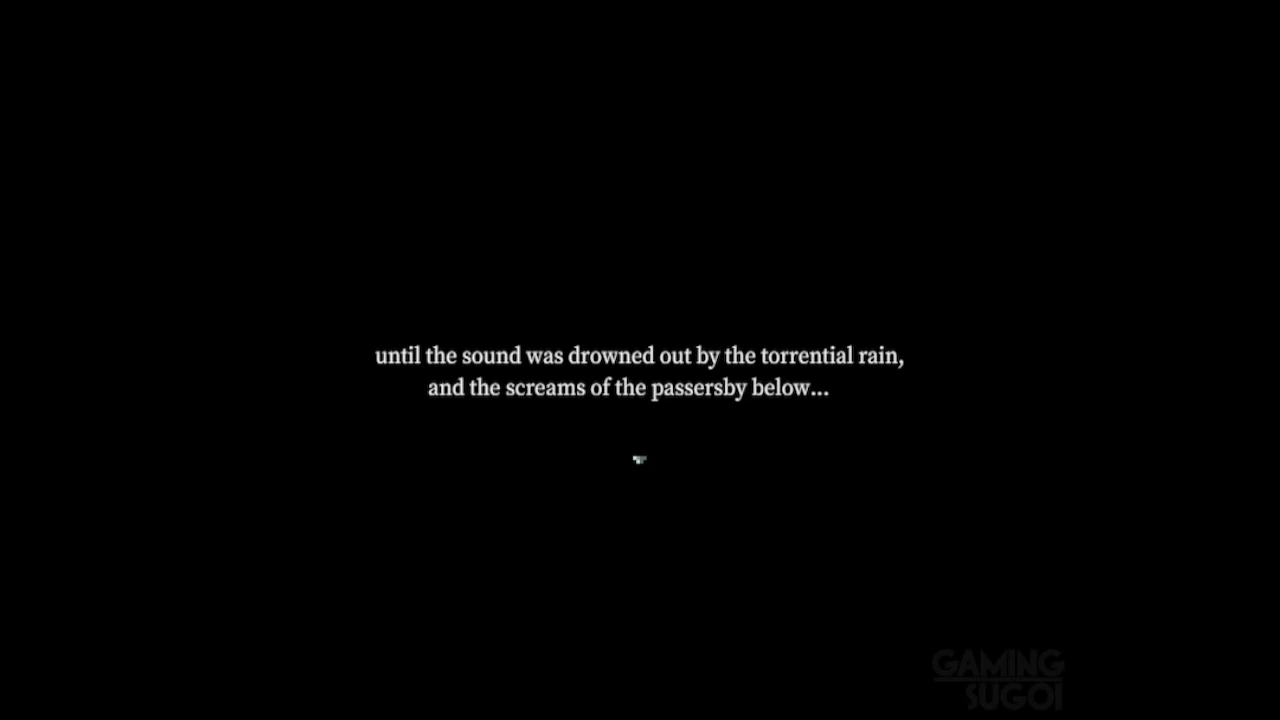 until the sound was drowned out by the torrential rain,
and the screams of the passersby below...
GAMING
SUGOI